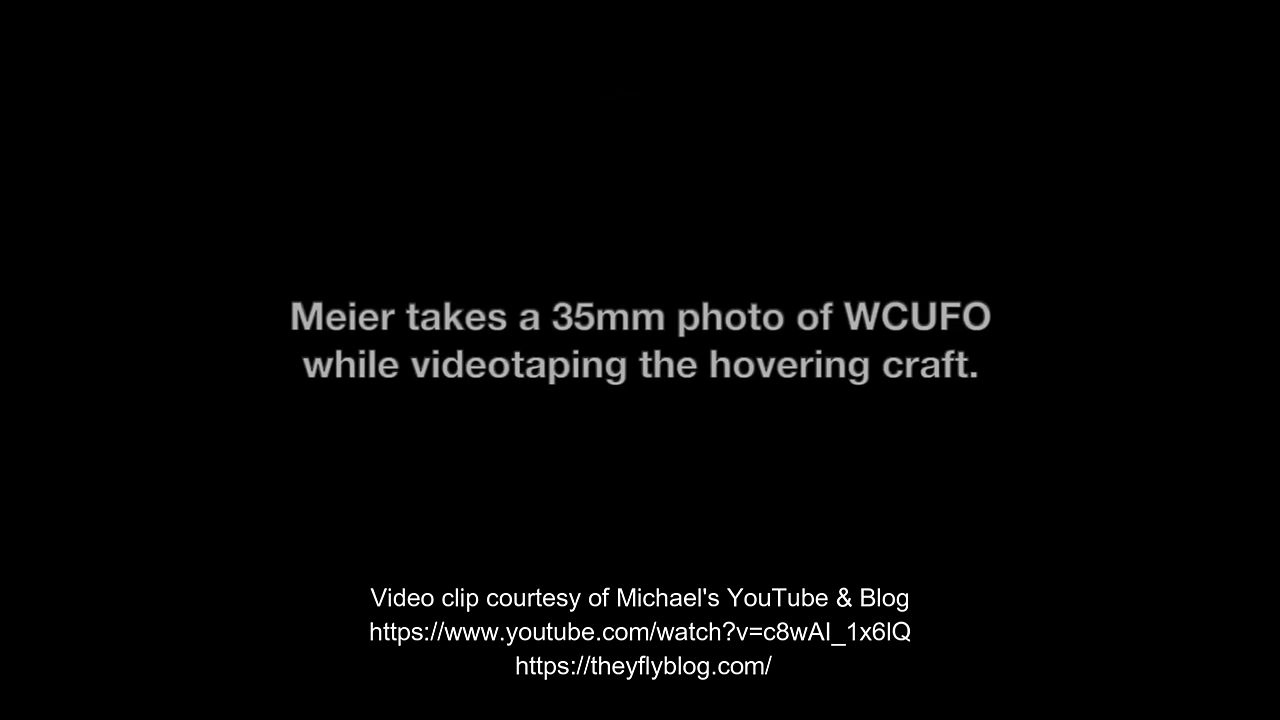 Meier takes a 35mm photo of WCUFO
while videotaping the hovering craft.
Video clip courtesy of Michael's YouTube & Blog
https://www.youtube.com/watch?v=c8wAI_1x6lQ
https://theyflyblog.com/